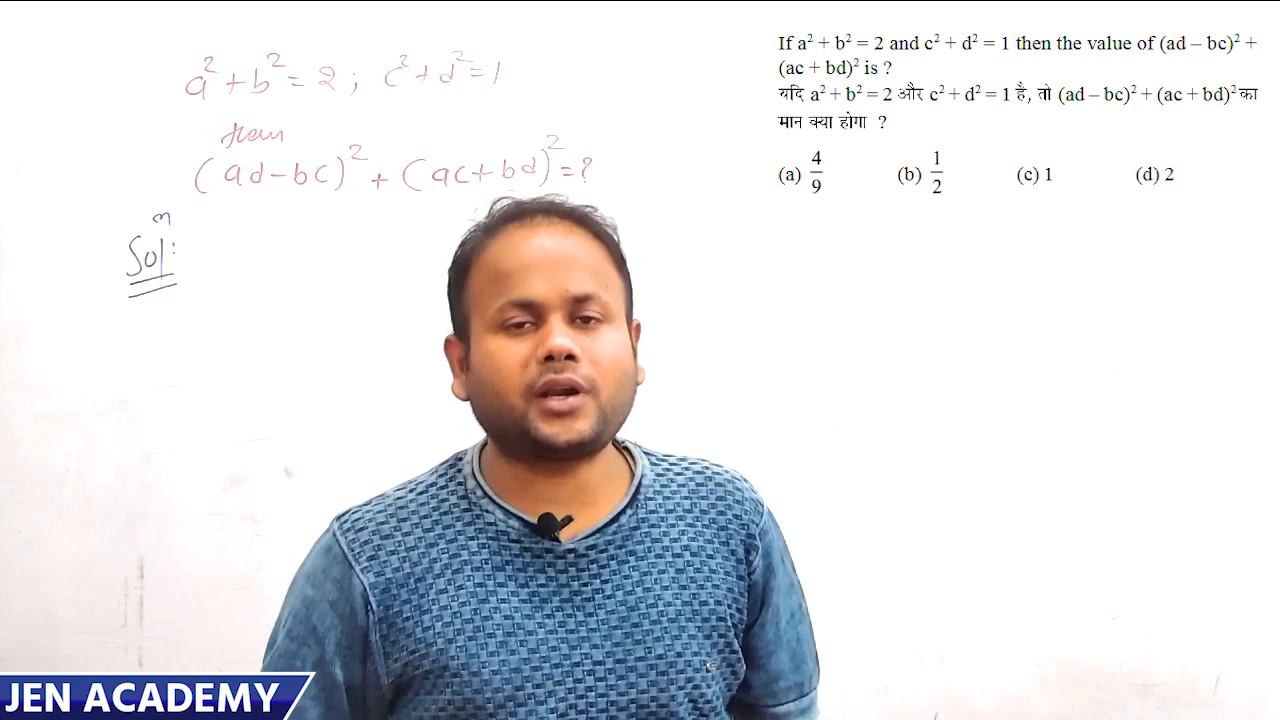 a² + b² = 2 ; c² + d² = 1
then
(ad - bc)² + (ac + bd)² = ?
Solⁿ:
If a² + b² = 2 and c² + d² = 1 then the value of (ad – bc)² +
(ac + bd)² is ?
यदि a² + b² = 2 और c² + d² = 1 है, तो (ad – bc)² + (ac + bd)² का
मान क्या होगा ?
(a) 4/9 (b) 1/2 (c) 1 (d) 2
JEN ACADEMY